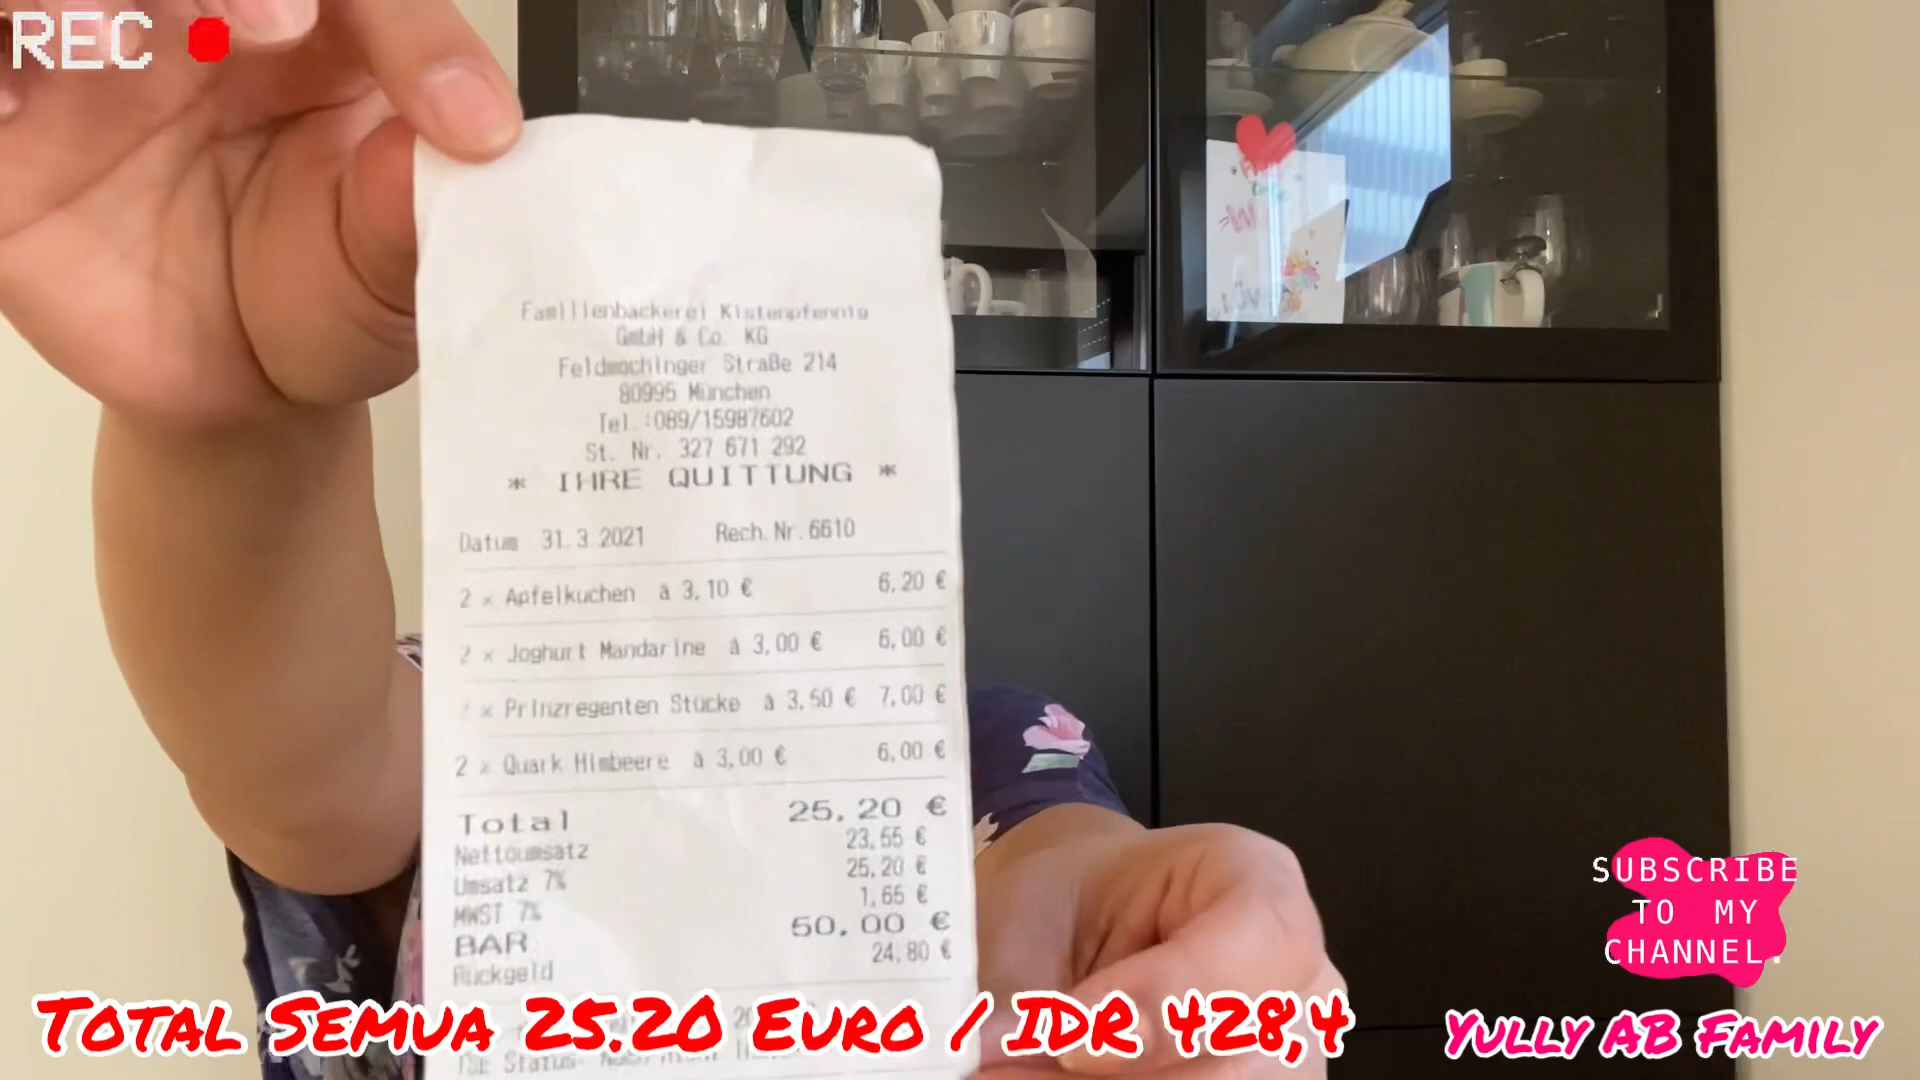 REC
Familienbackerei Kistenpfennig
GmbH & Co. KG
Feldmochinger Straße 214
80995 München
Tel.:089/15987602
St. Nr. 327 671 292
* IHRE QUITTUNG *
Datum 31.3.2021 Rech.Nr.6610
2 x Apfelkuchen à 3,10 € 6,20 €
2 x Joghurt Mandarine à 3,00 € 6,00 €
x Prinzregenten Stücke à 3,50 € 7,00 €
2 x Quark Himbeere à 3,00 € 6,00 €
Total 25,20 €
Nettoumsatz 23,55 €
Umsatz 7% 25,20 €
MWST 7% 1,65 €
BAR 50,00 €
Rückgeld 24,80 €
TSE Status
Total Semua 25.20 Euro / IDR 428,4
SUBSCRIBE
TO MY
CHANNEL.
Yully AB Family